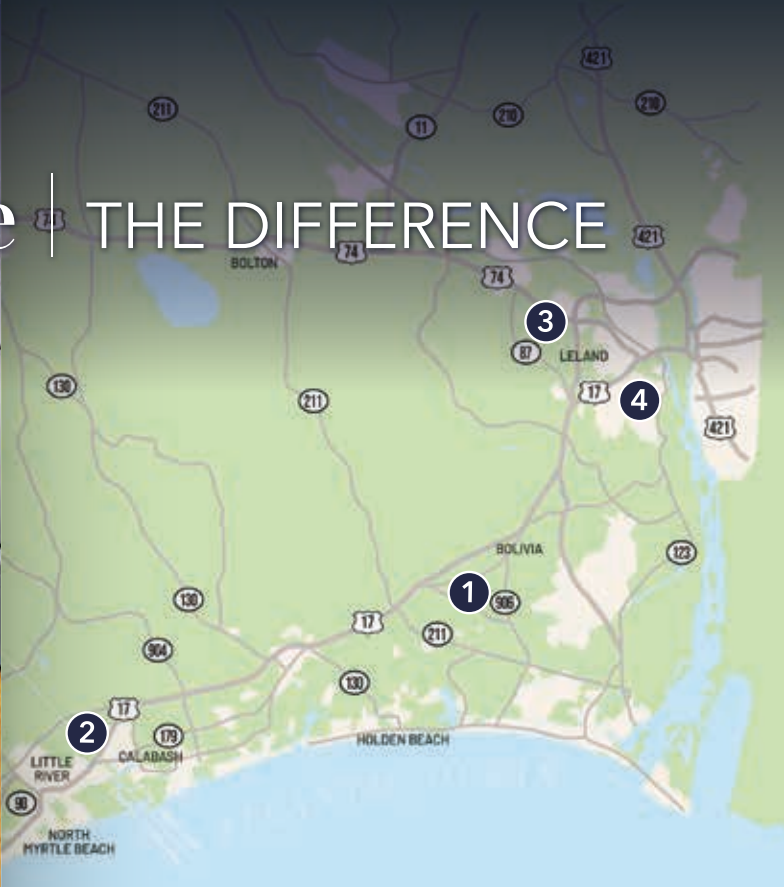 421
211
210
210
11
e | THE DIFFERENCE
74
421
BOLTON
74
74
3
87
LELAND
130
17
4
211
421
BOLIVIA
123
1
906
130
17
211
904
130
17
2
179
HOLDEN BEACH
CALABASH
LITTLE
RIVER
90
NORTH
MYRTLE BEACH